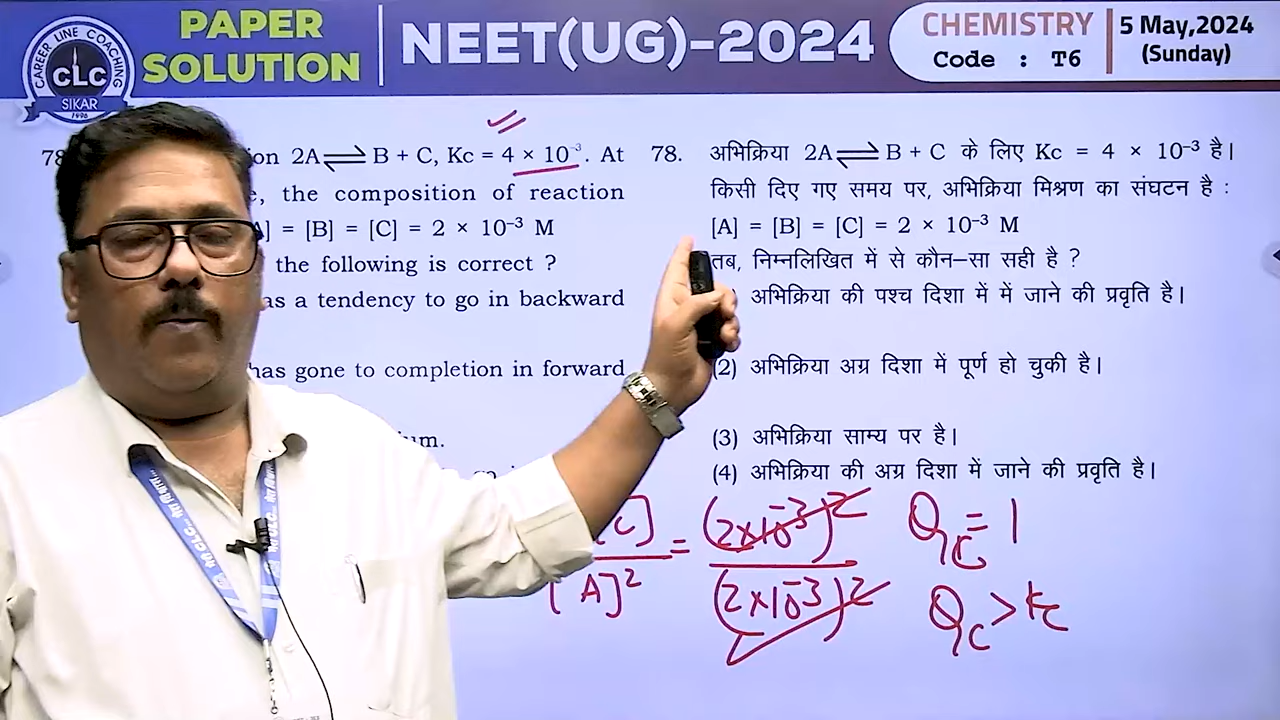 PAPER
SOLUTION
NEET(UG)-2024
CHEMISTRY
Code : T6
5 May,2024
(Sunday)
CAREER LINE COACHING
CLC
SIKAR
1996
78
on 2A ⇌ B + C, Kc = 4 × 10⁻³. At
e, the composition of reaction
A] = [B] = [C] = 2 × 10⁻³ M
the following is correct ?
as a tendency to go in backward
has gone to completion in forward
um.
78. अभिक्रिया 2A ⇌ B + C के लिए Kc = 4 × 10⁻³ है।
किसी दिए गए समय पर, अभिक्रिया मिश्रण का संघटन है :
[A] = [B] = [C] = 2 × 10⁻³ M
तब, निम्नलिखित में से कौन–सा सही है ?
अभिक्रिया की पश्च दिशा में में जाने की प्रवृति है।
(2) अभिक्रिया अग्र दिशा में पूर्ण हो चुकी है।
(3) अभिक्रिया साम्य पर है।
(4) अभिक्रिया की अग्र दिशा में जाने की प्रवृति है।
C] = (2×10⁻³)² Qc = 1
[A]² (2×10⁻³)² Qc > Kc